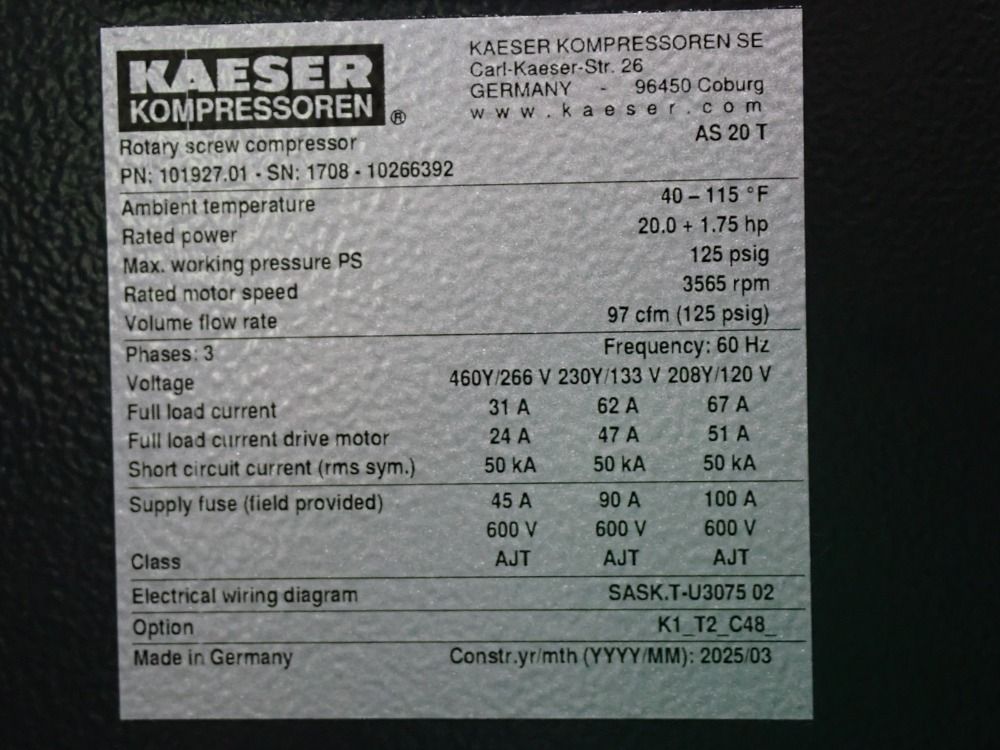 KAESER
KOMPRESSOREN ®
KAESER KOMPRESSOREN SE
Carl-Kaeser-Str. 26
GERMANY - 96450 Coburg
www.kaeser.com
AS 20 T
Rotary screw compressor
PN: 101927.01 - SN: 1708 - 10266392
Ambient temperature 40 – 115 °F
Rated power 20.0 + 1.75 hp
Max. working pressure PS 125 psig
Rated motor speed 3565 rpm
Volume flow rate 97 cfm (125 psig)
Phases: 3 Frequency: 60 Hz
Voltage 460Y/266 V 230Y/133 V 208Y/120 V
Full load current 31 A 62 A 67 A
Full load current drive motor 24 A 47 A 51 A
Short circuit current (rms sym.) 50 kA 50 kA 50 kA
Supply fuse (field provided) 45 A 90 A 100 A
600 V 600 V 600 V
Class AJT AJT AJT
Electrical wiring diagram SASK.T-U3075 02
Option K1_T2_C48_
Made in Germany Constr.yr/mth (YYYY/MM): 2025/03